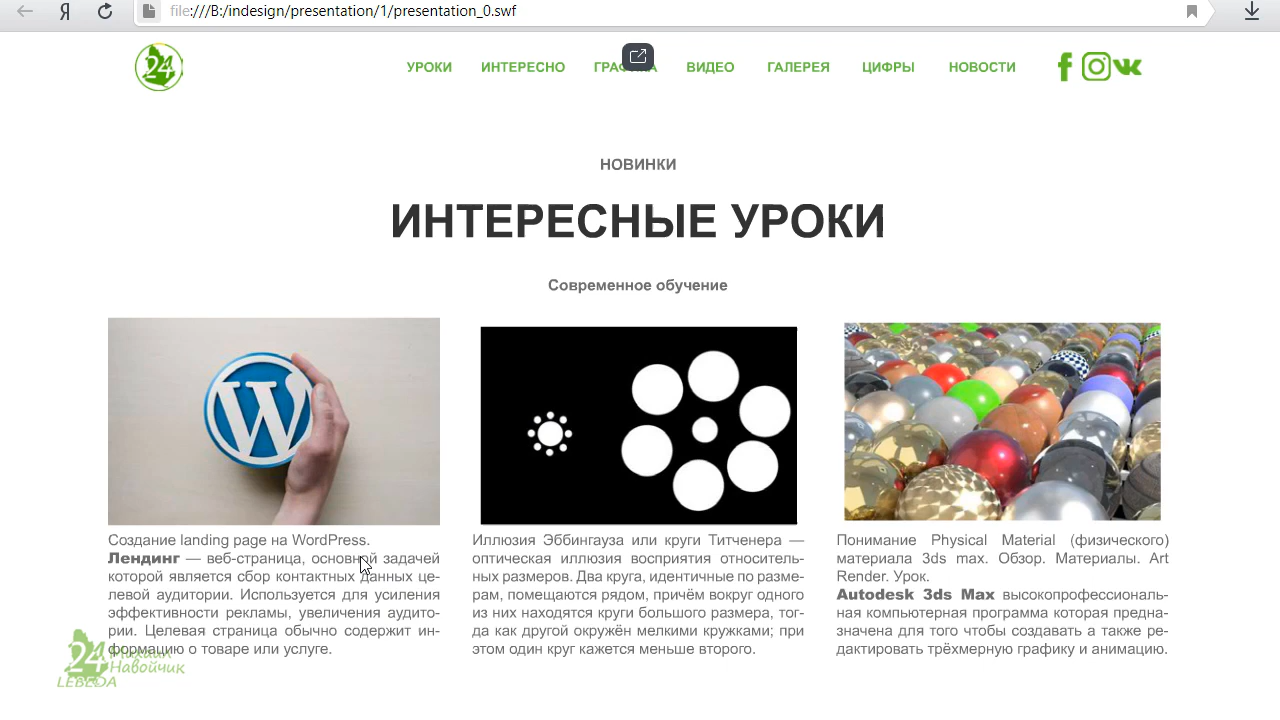 Я
file:///B:/indesign/presentation/1/presentation_0.swf
24
УРОКИ ИНТЕРЕСНО ГРАФИКА ВИДЕО ГАЛЕРЕЯ ЦИФРЫ НОВОСТИ
НОВИНКИ
ИНТЕРЕСНЫЕ УРОКИ
Современное обучение
W
Создание landing page на WordPress.
Лендинг — веб-страница, основной задачей
которой является сбор контактных данных це-
левой аудитории. Используется для усиления
эффективности рекламы, увеличения аудито-
рии. Целевая страница обычно содержит ин-
формацию о товаре или услуге.
Иллюзия Эббингауза или круги Титченера —
оптическая иллюзия восприятия относитель-
ных размеров. Два круга, идентичные по разме-
рам, помещаются рядом, причём вокруг одного
из них находятся круги большого размера, тог-
да как другой окружён мелкими кружками; при
этом один круг кажется меньше второго.
Понимание Physical Material (физического)
материала 3ds max. Обзор. Материалы. Art
Render. Урок.
Autodesk 3ds Max высокопрофессиональ-
ная компьютерная программа которая предна-
значена для того чтобы создавать а также ре-
дактировать трёхмерную графику и анимацию.
24 Михаил
Навойчик
LEBEDA